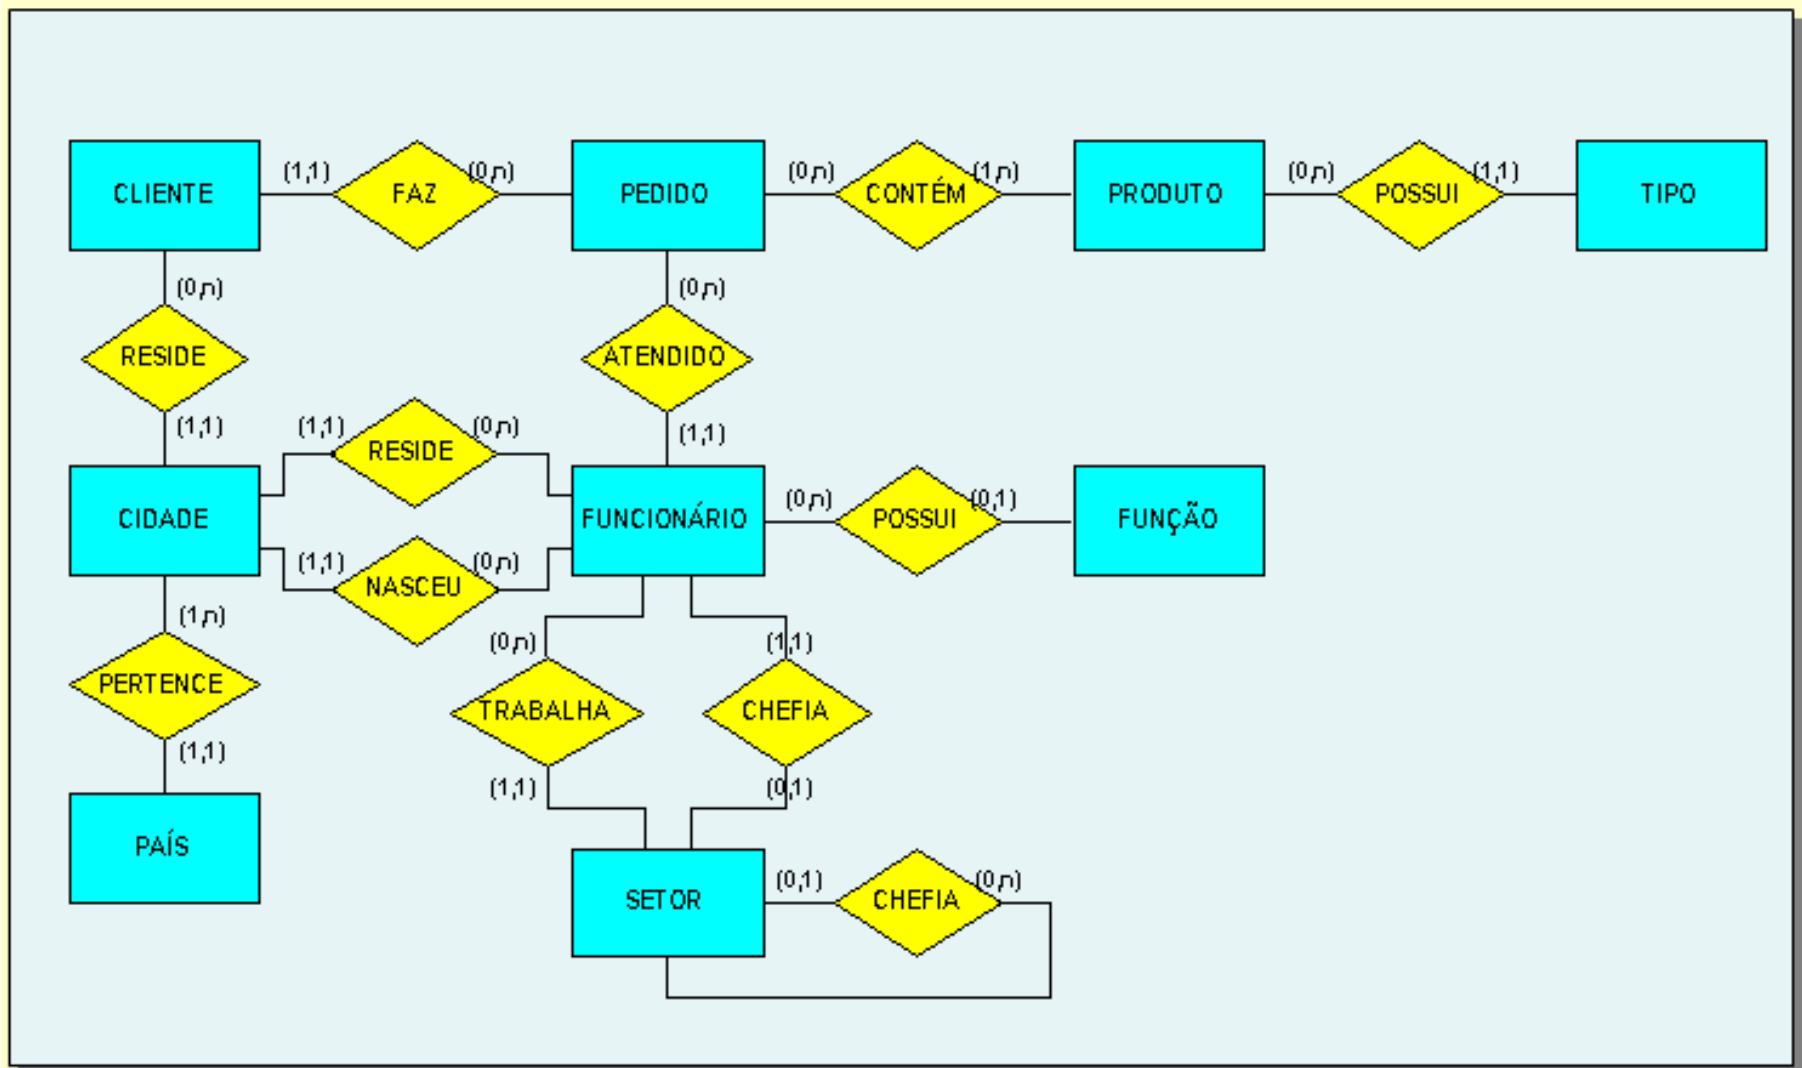 (1,1)
(0,n)
(0,n)
(1,n)
(0,n)
(1,1)
CLIENTE
FAZ
PEDIDO
CONTÉM
PRODUTO
POSSUI
TIPO
(0,n)
(0,n)
RESIDE
ATENDIDO
(1,1)
(1,1)
(0,n)
(1,1)
RESIDE
(0,n)
(0,1)
CIDADE
FUNCIONÁRIO
POSSUI
FUNÇÃO
(1,1)
(0,n)
NASCEU
(1,n)
(0,n)
(1,1)
PERTENCE
TRABALHA
CHEFIA
(1,1)
(1,1)
(0,1)
PAÍS
(0,1)
(0,n)
SETOR
CHEFIA